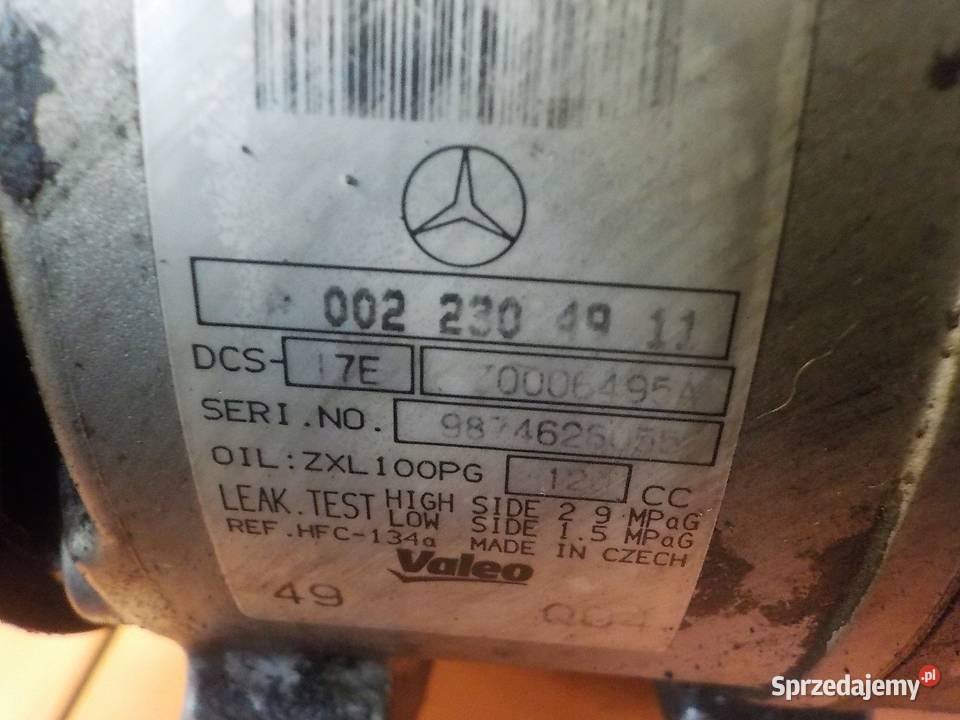 002 230 49 11
DCS-17E Z0006495A
SERI.NO.
OIL:ZXL100PG CC
LEAK.TEST HIGH SIDE 2.9 MPaG
LOW SIDE 1.5 MPaG
REF.HFC-134a MADE IN CZECH
Valeo
49
Sprzedajemy.pl